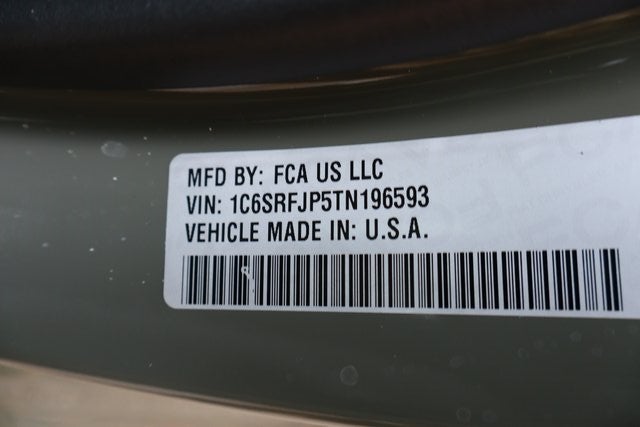 MFD BY: FCA US LLC
VIN: 1C6SRFJP5TN196593
VEHICLE MADE IN: U.S.A.